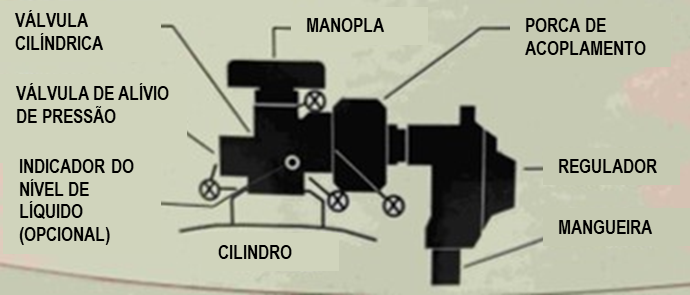 VÁLVULA
CILÍNDRICA
MANOPLA
PORCA DE
ACOPLAMENTO
VÁLVULA DE ALÍVIO
DE PRESSÃO
INDICADOR DO
NÍVEL DE
LÍQUIDO
(OPCIONAL)
REGULADOR
MANGUEIRA
CILINDRO